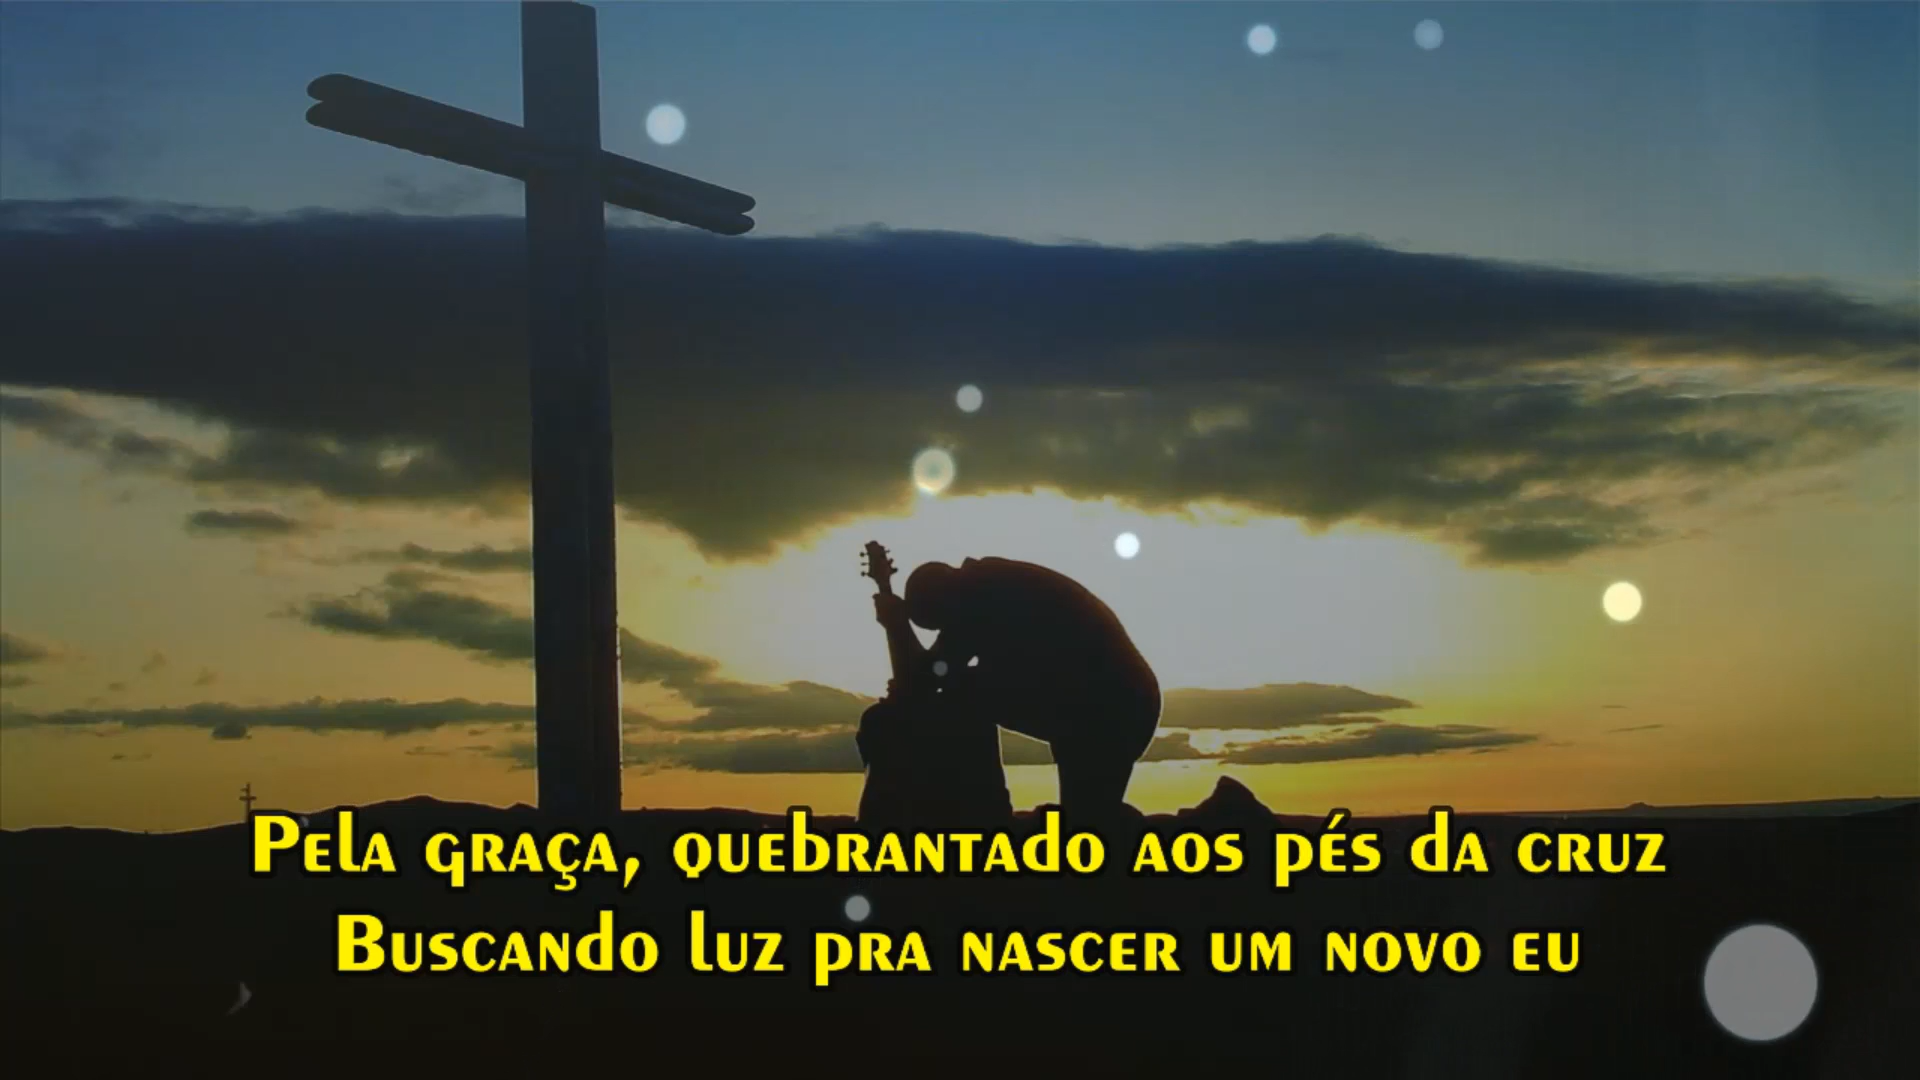 Pela graça, quebrantado aos pés da cruz
Buscando luz pra nascer um novo eu